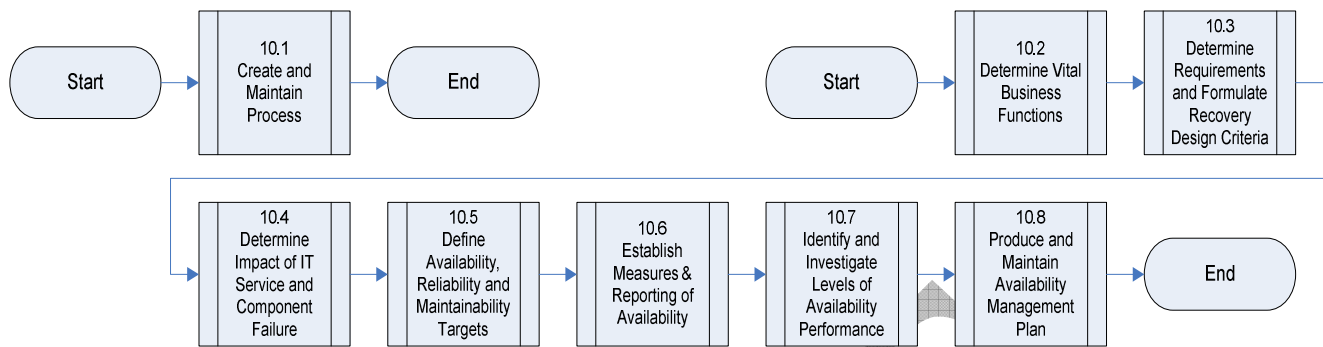 Start
10.1
Create and
Maintain
Process
End
Start
10.2
Determine Vital
Business
Functions
10.3
Determine
Requirements
and Formulate
Recovery
Design Criteria
10.4
Determine
Impact of IT
Service and
Component
Failure
10.5
Define
Availability,
Reliability and
Maintainability
Targets
10.6
Establish
Measures &
Reporting of
Availability
10.7
Identify and
Investigate
Levels of
Availability
Performance
10.8
Produce and
Maintain
Availability
Management
Plan
End